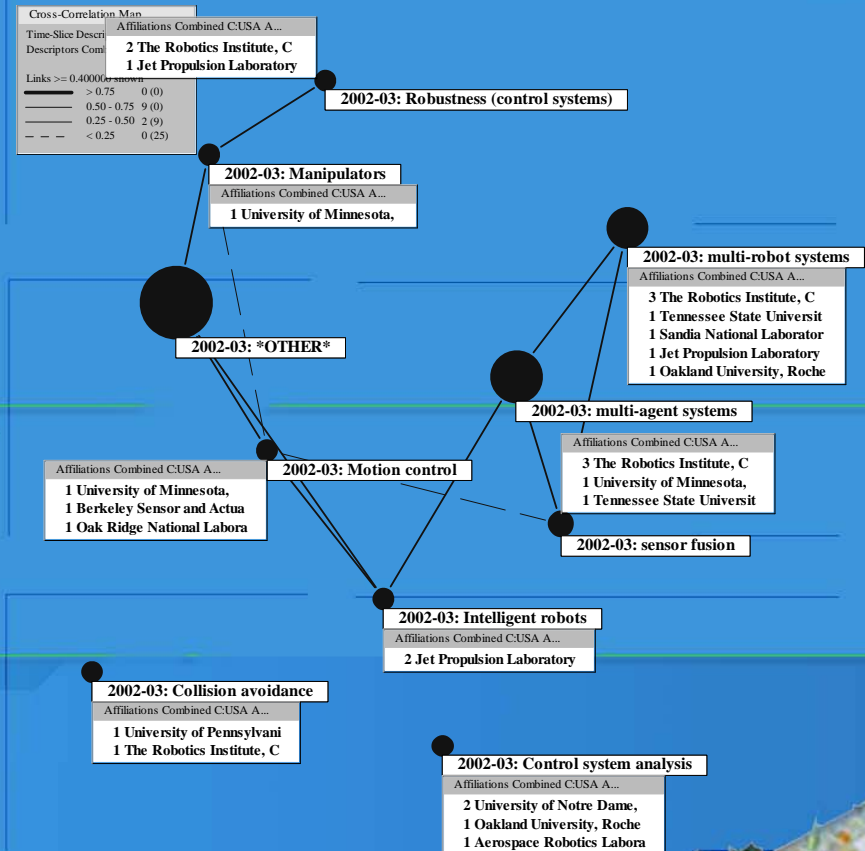 Cross-Correlation Map
Time-Slice Descri
Descriptors Comb
Links >= 0.400000 shown
> 0.75 0 (0)
0.50 - 0.75 9 (0)
0.25 - 0.50 2 (9)
< 0.25 0 (25)
Affiliations Combined C:USA A...
2 The Robotics Institute, C
1 Jet Propulsion Laboratory
2002-03: Robustness (control systems)
2002-03: Manipulators
Affiliations Combined C:USA A...
1 University of Minnesota,
2002-03: multi-robot systems
Affiliations Combined C:USA A...
3 The Robotics Institute, C
1 Tennessee State Universit
1 Sandia National Laborator
1 Jet Propulsion Laboratory
1 Oakland University, Roche
2002-03: *OTHER*
2002-03: multi-agent systems
Affiliations Combined C:USA A...
3 The Robotics Institute, C
1 University of Minnesota,
1 Tennessee State Universit
2002-03: Motion control
Affiliations Combined C:USA A...
1 University of Minnesota,
1 Berkeley Sensor and Actua
1 Oak Ridge National Labora
2002-03: sensor fusion
2002-03: Intelligent robots
Affiliations Combined C:USA A...
2 Jet Propulsion Laboratory
2002-03: Collision avoidance
Affiliations Combined C:USA A...
1 University of Pennsylvani
1 The Robotics Institute, C
2002-03: Control system analysis
Affiliations Combined C:USA A...
2 University of Notre Dame,
1 Oakland University, Roche
1 Aerospace Robotics Labora